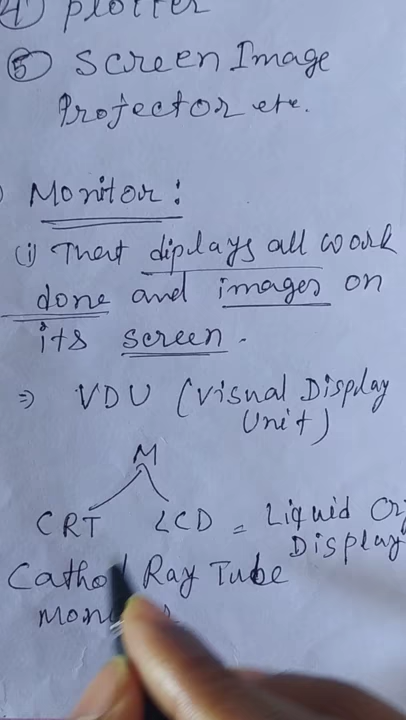 4) Plotter
5) Screen Image
Projector etc.
Monitor:
(i) That diplays all work
done and images on
its screen.
⇒ VDU (Visual Display
Unit)
M
CRT LCD = Liquid Cry
Display
Ray Tube